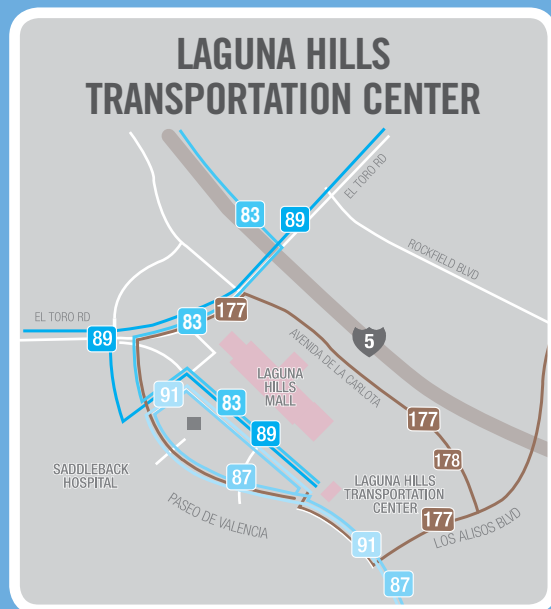 LAGUNA HILLS
TRANSPORTATION CENTER
EL TORO RD
83
89
ROCKFIELD BLVD
EL TORO RD
177
83
89
5
AVENIDA DE LA CARLOTA
LAGUNA
HILLS
MALL
91
83
89
177
178
SADDLEBACK
HOSPITAL
87
LAGUNA HILLS
TRANSPORTATION
CENTER
PASEO DE VALENCIA
177
LOS ALISOS BLVD
91
87